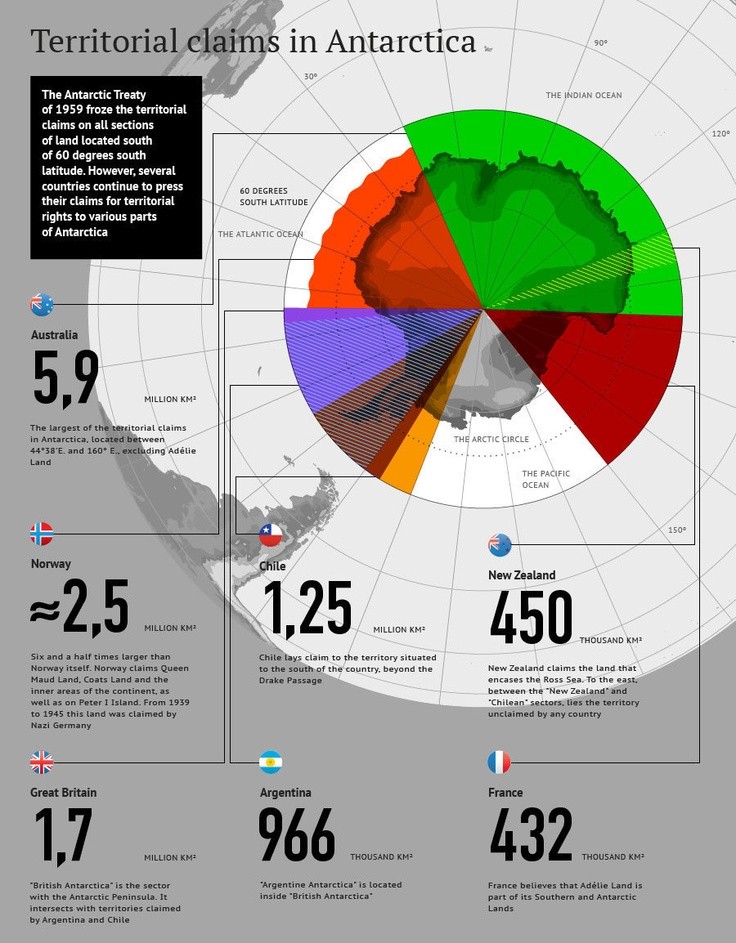 Territorial claims in Antarctica
The Antarctic Treaty
of 1959 froze the territorial
claims on all sections
of land located south
of 60 degrees south
latitude. However, several
countries continue to press
their claims for territorial
rights to various parts
of Antarctica
30º
90º
THE INDIAN OCEAN
120º
60 DEGREES
SOUTH LATITUDE
THE ATLANTIC OCEAN
THE ARCTIC CIRCLE
THE PACIFIC
OCEAN
150º
Australia
5,9 MILLION KM²
The largest of the territorial claims
in Antarctica, located between
44°38'E. and 160° E., excluding Adélie
Land
Norway
≈2,5 MILLION KM²
Six and a half times larger than
Norway itself. Norway claims Queen
Maud Land, Coats Land and the
inner areas of the continent, as
well as on Peter I Island. From 1939
to 1945 this land was claimed by
Nazi Germany
Chile
1,25 MILLION KM²
Chile lays claim to the territory situated
to the south of the country, beyond the
Drake Passage
New Zealand
450 THOUSAND KM²
New Zealand claims the land that
encases the Ross Sea. To the east,
between the "New Zealand" and
"Chilean" sectors, lies the territory
unclaimed by any country
Great Britain
1,7 MILLION KM²
"British Antarctica" is the sector
with the Antarctic Peninsula. It
intersects with territories claimed
by Argentina and Chile
Argentina
966 THOUSAND KM²
"Argentine Antarctic" is located
inside "British Antarctica"
France
432 THOUSAND KM²
France believes that Adélie Land is
part of its Southern and Antarctic
Lands